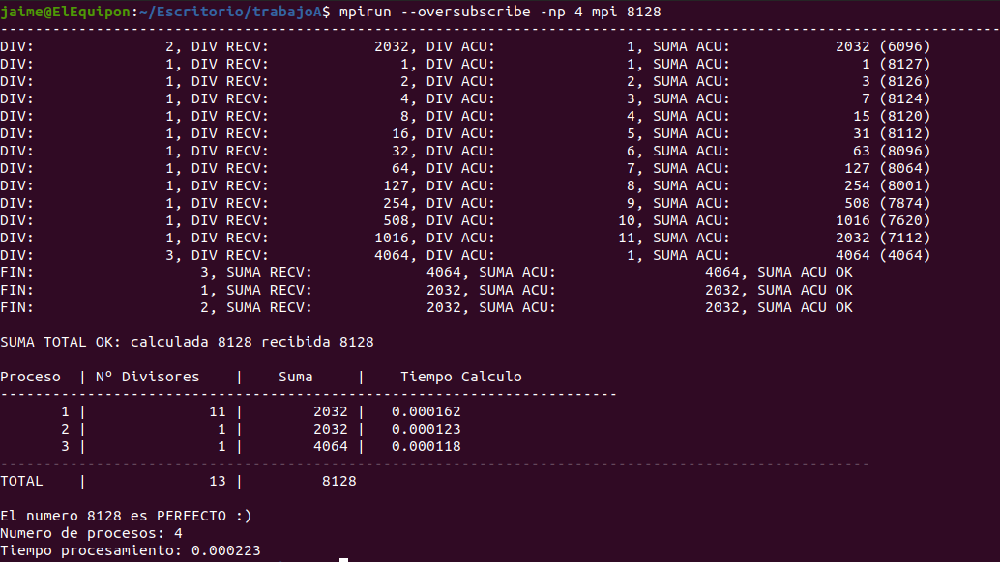 jaime@ElEquipon:~/Escritorio/trabajoA$ mpirun --oversubscribe -np 4 mpi 8128
-------------------------------------------------------------------------------------------------------------------
DIV:               2, DIV RECV:            2032, DIV ACU:               1, SUMA ACU:            2032 (6096)
DIV:               1, DIV RECV:               1, DIV ACU:               1, SUMA ACU:               1 (8127)
DIV:               1, DIV RECV:               2, DIV ACU:               2, SUMA ACU:               3 (8126)
DIV:               1, DIV RECV:               4, DIV ACU:               3, SUMA ACU:               7 (8124)
DIV:               1, DIV RECV:               8, DIV ACU:               4, SUMA ACU:              15 (8120)
DIV:               1, DIV RECV:              16, DIV ACU:               5, SUMA ACU:              31 (8112)
DIV:               1, DIV RECV:              32, DIV ACU:               6, SUMA ACU:              63 (8096)
DIV:               1, DIV RECV:              64, DIV ACU:               7, SUMA ACU:             127 (8064)
DIV:               1, DIV RECV:             127, DIV ACU:               8, SUMA ACU:             254 (8001)
DIV:               1, DIV RECV:             254, DIV ACU:               9, SUMA ACU:             508 (7874)
DIV:               1, DIV RECV:             508, DIV ACU:              10, SUMA ACU:            1016 (7620)
DIV:               1, DIV RECV:            1016, DIV ACU:              11, SUMA ACU:            2032 (7112)
DIV:               3, DIV RECV:            4064, DIV ACU:               1, SUMA ACU:            4064 (4064)
FIN:                   3, SUMA RECV:             4064, SUMA ACU:                 4064, SUMA ACU OK
FIN:                   1, SUMA RECV:             2032, SUMA ACU:                 2032, SUMA ACU OK
FIN:                   2, SUMA RECV:             2032, SUMA ACU:                 2032, SUMA ACU OK

SUMA TOTAL OK: calculada 8128 recibida 8128

Proceso  | Nº Divisores    |    Suma     |    Tiempo Calculo
-----------------------------------------------------------------------
       1 |              11 |        2032 |   0.000162
       2 |               1 |        2032 |   0.000123
       3 |               1 |        4064 |   0.000118
----------------------------------------------------------------------------------------------------
TOTAL    |              13 |         8128

El numero 8128 es PERFECTO :)
Numero de procesos: 4
Tiempo procesamiento: 0.000223